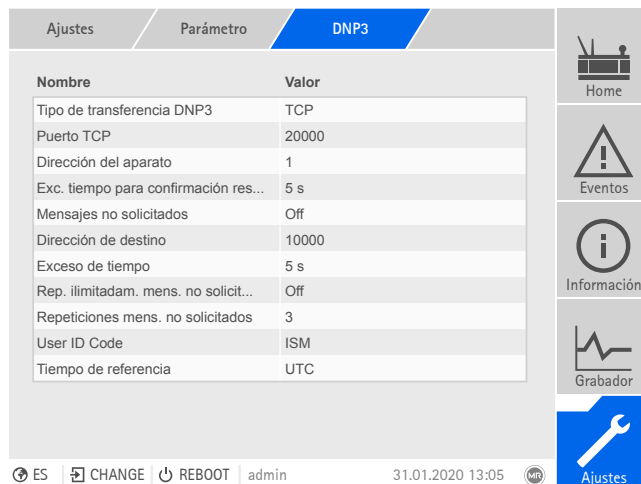 Ajustes Parámetro DNP3
Nombre Valor
Tipo de transferencia DNP3 TCP
Puerto TCP 20000
Dirección del aparato 1
Exc. tiempo para confirmación res... 5 s
Mensajes no solicitados Off
Dirección de destino 10000
Exceso de tiempo 5 s
Rep. ilimitadam. mens. no solicit... Off
Repeticiones mens. no solicitados 3
User ID Code ISM
Tiempo de referencia UTC
Home
Eventos
Información
Grabador
Ajustes
ES CHANGE REBOOT admin 31.01.2020 13:05 MR